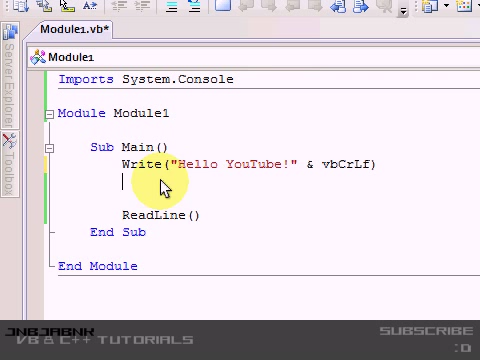 Module1.vb*
Module1
Server Explorer
Toolbox
Imports System.Console
Module Module1
Sub Main()
Write("Hello YouTube!" & vbCrLf)
ReadLine()
End Sub
End Module
JNBJABNK
VB & C++ TUTORIALS
SUBSCRIBE
:D